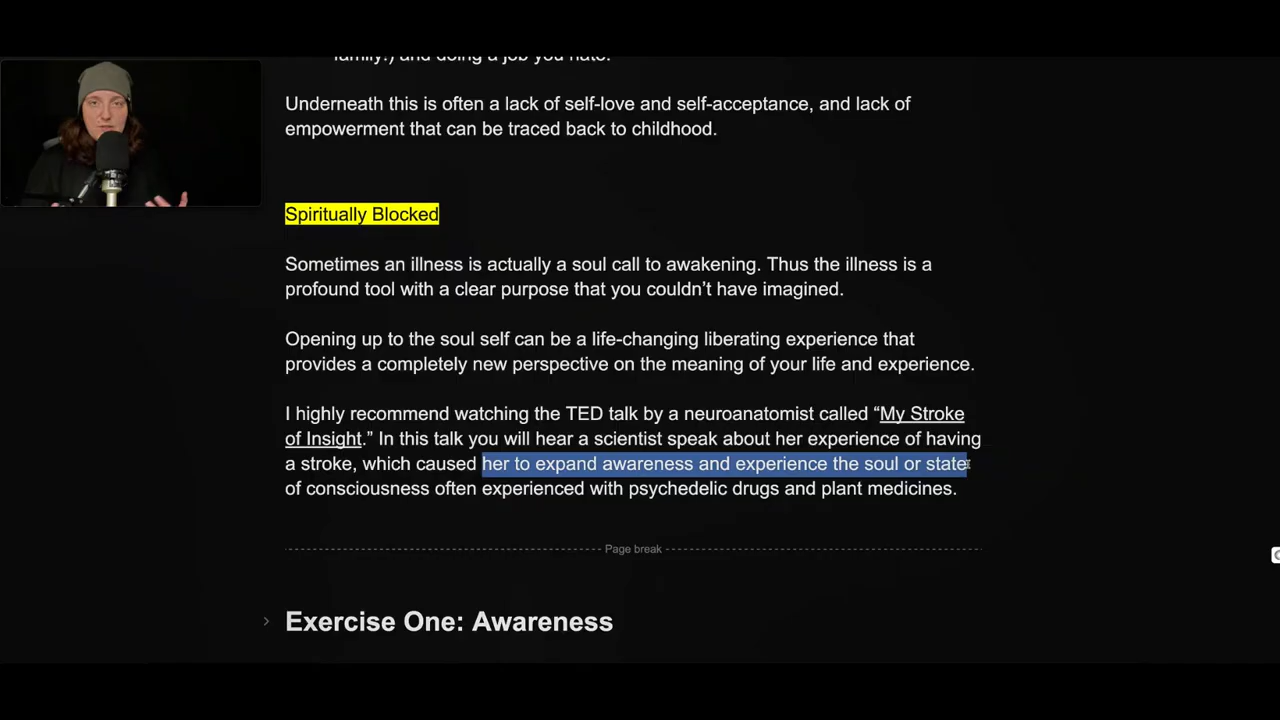 family?) and doing a job you hate.
Underneath this is often a lack of self-love and self-acceptance, and lack of
empowerment that can be traced back to childhood.
Spiritually Blocked
Sometimes an illness is actually a soul call to awakening. Thus the illness is a
profound tool with a clear purpose that you couldn’t have imagined.
Opening up to the soul self can be a life-changing liberating experience that
provides a completely new perspective on the meaning of your life and experience.
I highly recommend watching the TED talk by a neuroanatomist called “My Stroke
of Insight.” In this talk you will hear a scientist speak about her experience of having
a stroke, which caused her to expand awareness and experience the soul or state
of consciousness often experienced with psychedelic drugs and plant medicines.
Page break
Exercise One: Awareness